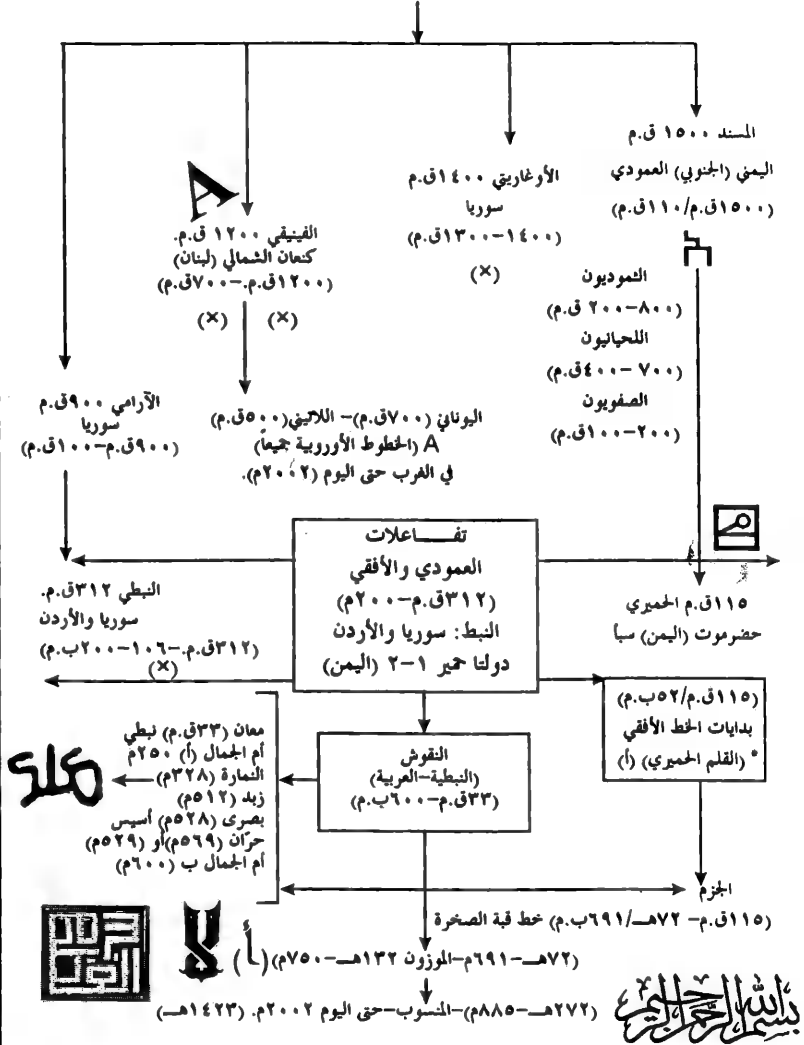 المسند ١٥٠٠ ق.م
اليمني (الجنوبي) العمودي
(١٥٠٠ق.م/١١٠ق.م)
الثموديون
(٨٠٠-٢٠٠ ق.م)
اللحيانيون
(٧٠٠ -٤٠٠ق.م)
الصفويون
(٢٠٠-١٠٠ق.م)
الأوغاريتي ١٤٠٠ق.م
سوريا
(١٤٠٠-١٣٠٠ق.م)
(×)
A
الفينيقي ١٢٠٠ ق.م.
كنعان الشمالي (لبنان)
(١٢٠٠ق.م.-٧٠٠ق.م)
(×) (×)
اليوناني (٧٠٠ق.م)- اللاتيني(٥٠٠ق.م)
A (الخطوط الأوروبية جميعاً)
في الغرب حتى اليوم (٢٠٠٢م).
الآرامي ٩٠٠ق.م
سوريا
(٩٠٠ق.م-١٠٠ق.م)
تفـــاعلات
العمودي والأفقي
(٣١٢ق.م-٢٠٠م)
النبط: سوريا والأردن
دولتا حمير ١-٢ (اليمن)
١١٥ق.م الحميري
حضرموت (اليمن) سبأ
النبطي ٣١٢ق.م.
سوريا والأردن
(٣١٢ق.م.-١٠٦-٢٠٠ب.م)
(×)
(١١٥ق.م/٥٢ب.م)
بدايات الخط الأفقي
* (القلم الحميري) (أ)
النقوش
(النبطية-العربية)
(٣٣ق.م-٦٠٠ب.م)
معان (٣٣ق.م) نبطي
أم الجمال (أ) ٢٥٠م
النمارة (٣٢٨م)
زبد (٥١٢م)
بصرى (٥٢٨م) أسيس
حرّان (٥٦٩م)أو (٥٢٩م)
أم الجمال ب (٦٠٠م)
الجزم
(١١٥ق.م- ٧٢هـ/٦٩١ب.م) خط قبة الصخرة
(٧٢هـ-٦٩١م-الموزون ١٣٢هـ-٧٥٠م) (أ)
(٢٧٢هـ-٨٨٥م)-المنسوب-حتى اليوم ٢٠٠٢م. (١٤٢٣هـ)
بسم الله الرحمن الرحيم